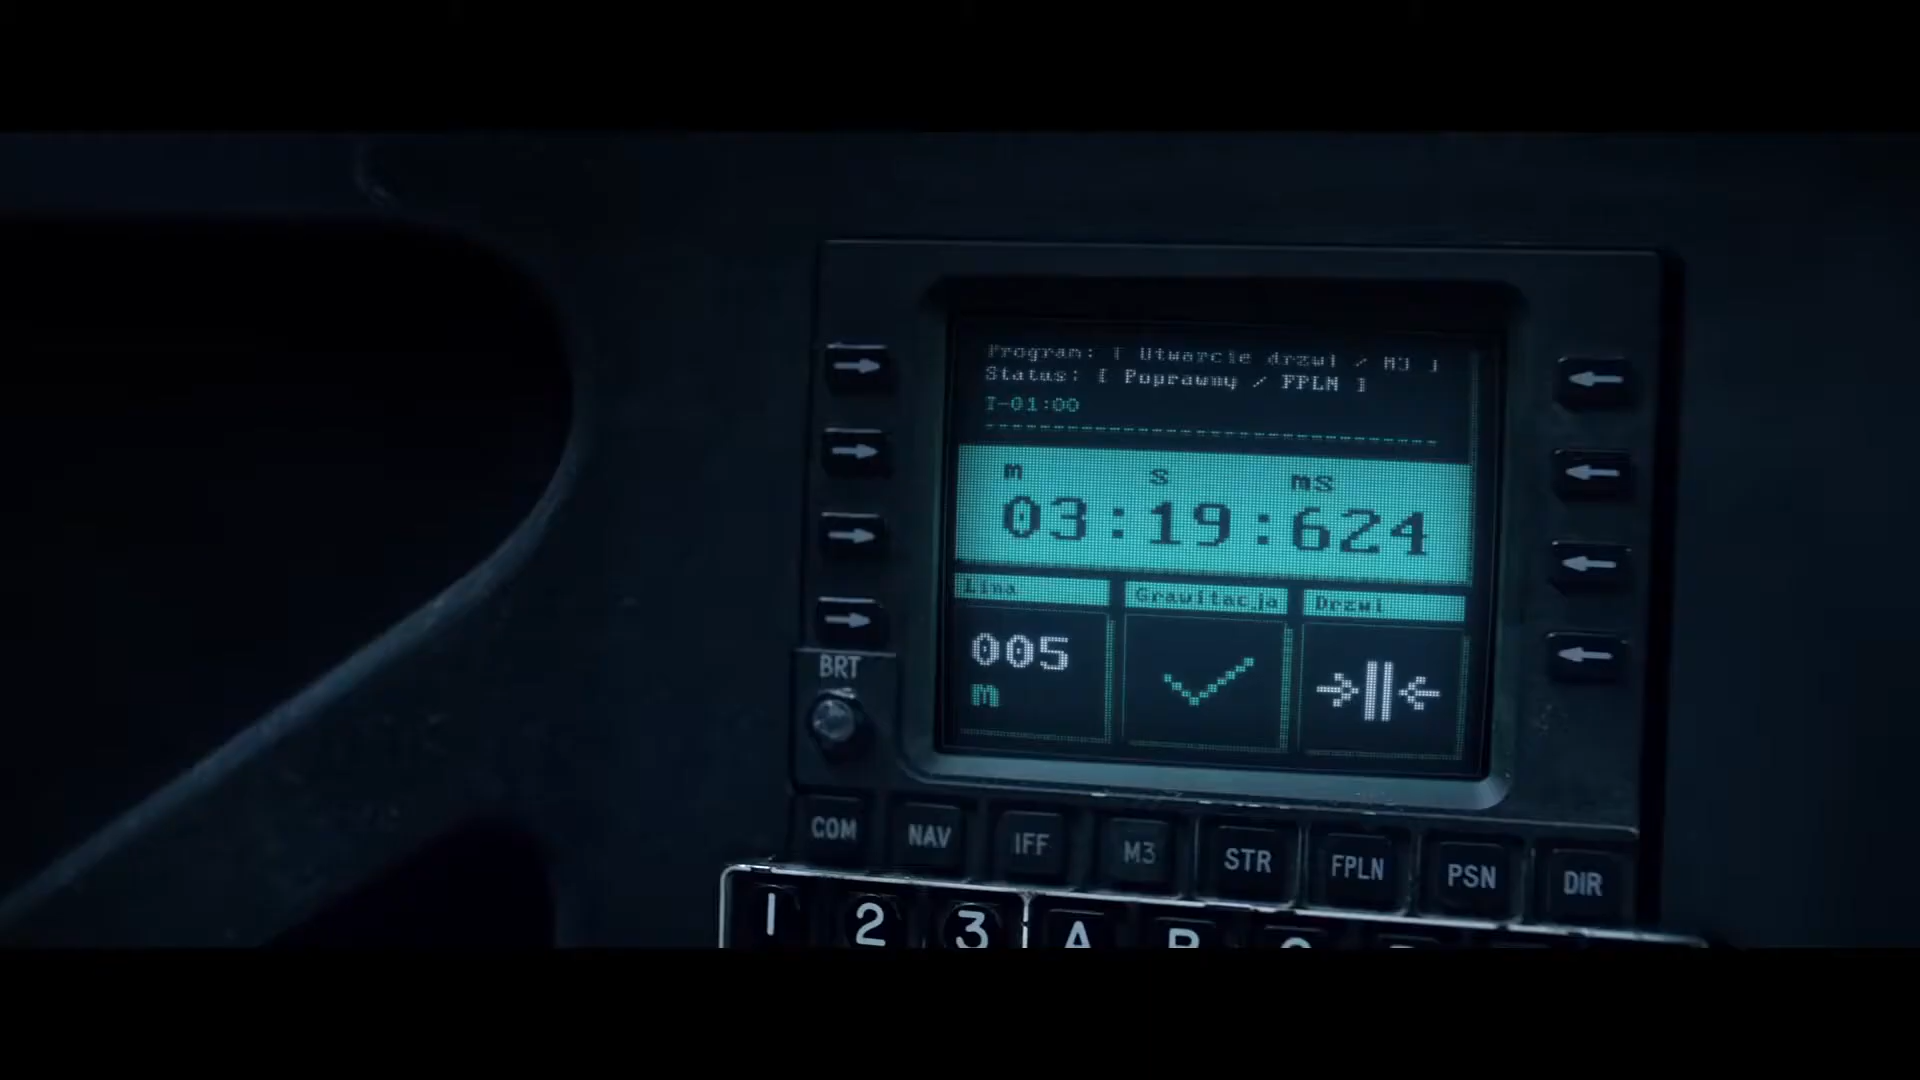 Program: [ Otwarcie drzwi / M3 ]
Status: [ Poprawny / FPLN ]
T-01:00
m s ms
03:19:624
Lina Grawitacja Drzwi
005
m
BRT
COM NAV IFF M3 STR FPLN PSN DIR
1 2 3 A B C